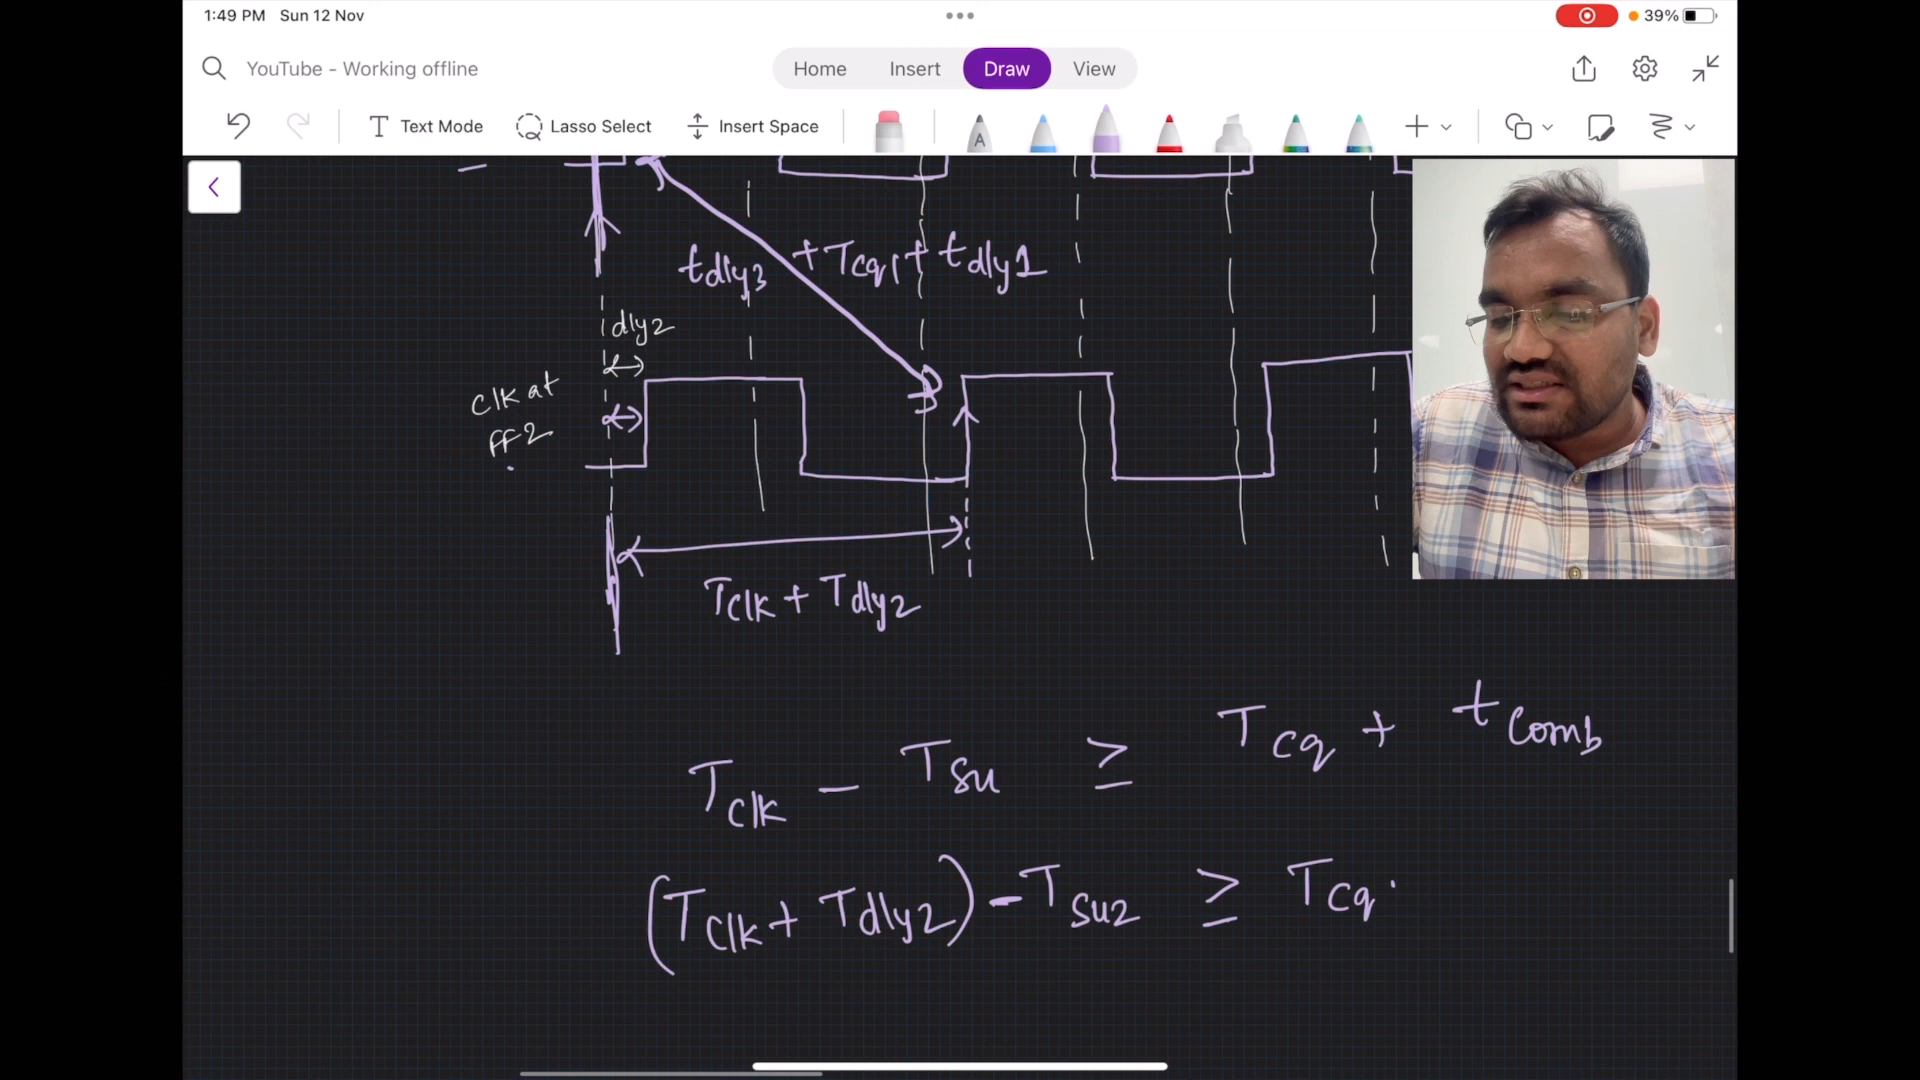 1:49 PM Sun 12 Nov
39%
YouTube - Working offline
Home Insert Draw View
Text Mode Lasso Select Insert Space
A
tdly3 + Tcq1 + tdly1
dly2
clk at
ff2
Tclk + Tdly2
Tclk - Tsu ≥ Tcq + tcomb
(Tclk + Tdly2) - Tsu2 ≥ Tcq